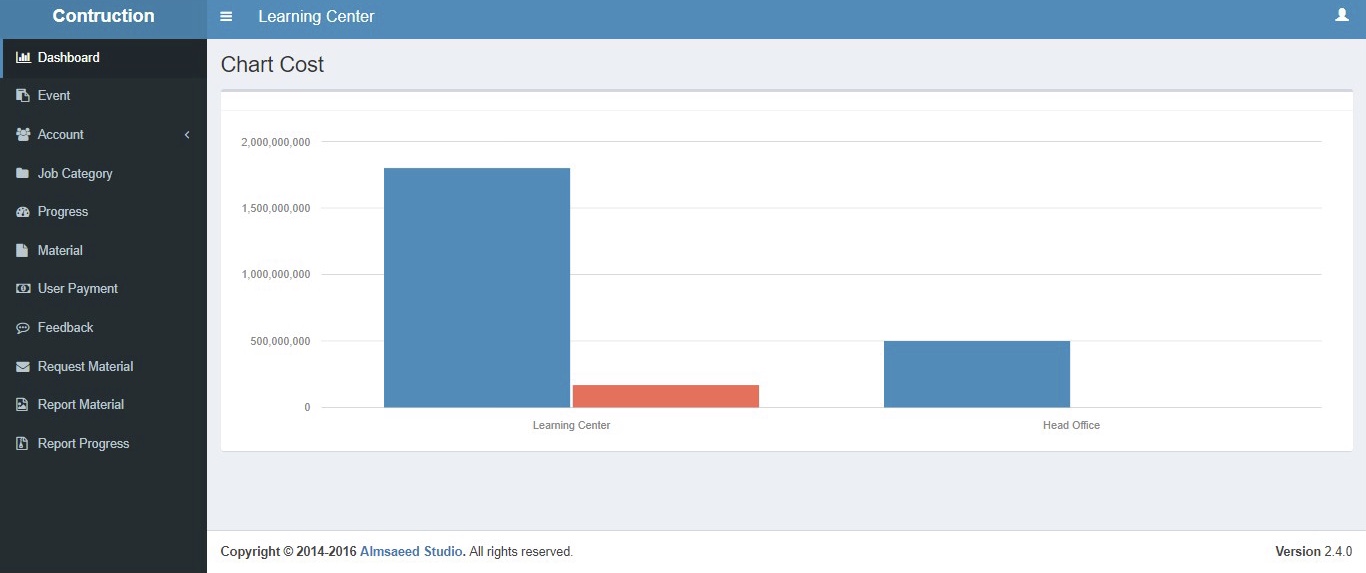 Contruction
Learning Center
Dashboard
Event
Account
Job Category
Progress
Material
User Payment
Feedback
Request Material
Report Material
Report Progress
Chart Cost
2,000,000,000
1,500,000,000
1,000,000,000
500,000,000
0
Learning Center
Head Office
Copyright © 2014-2016 Almsaeed Studio. All rights reserved.
Version 2.4.0